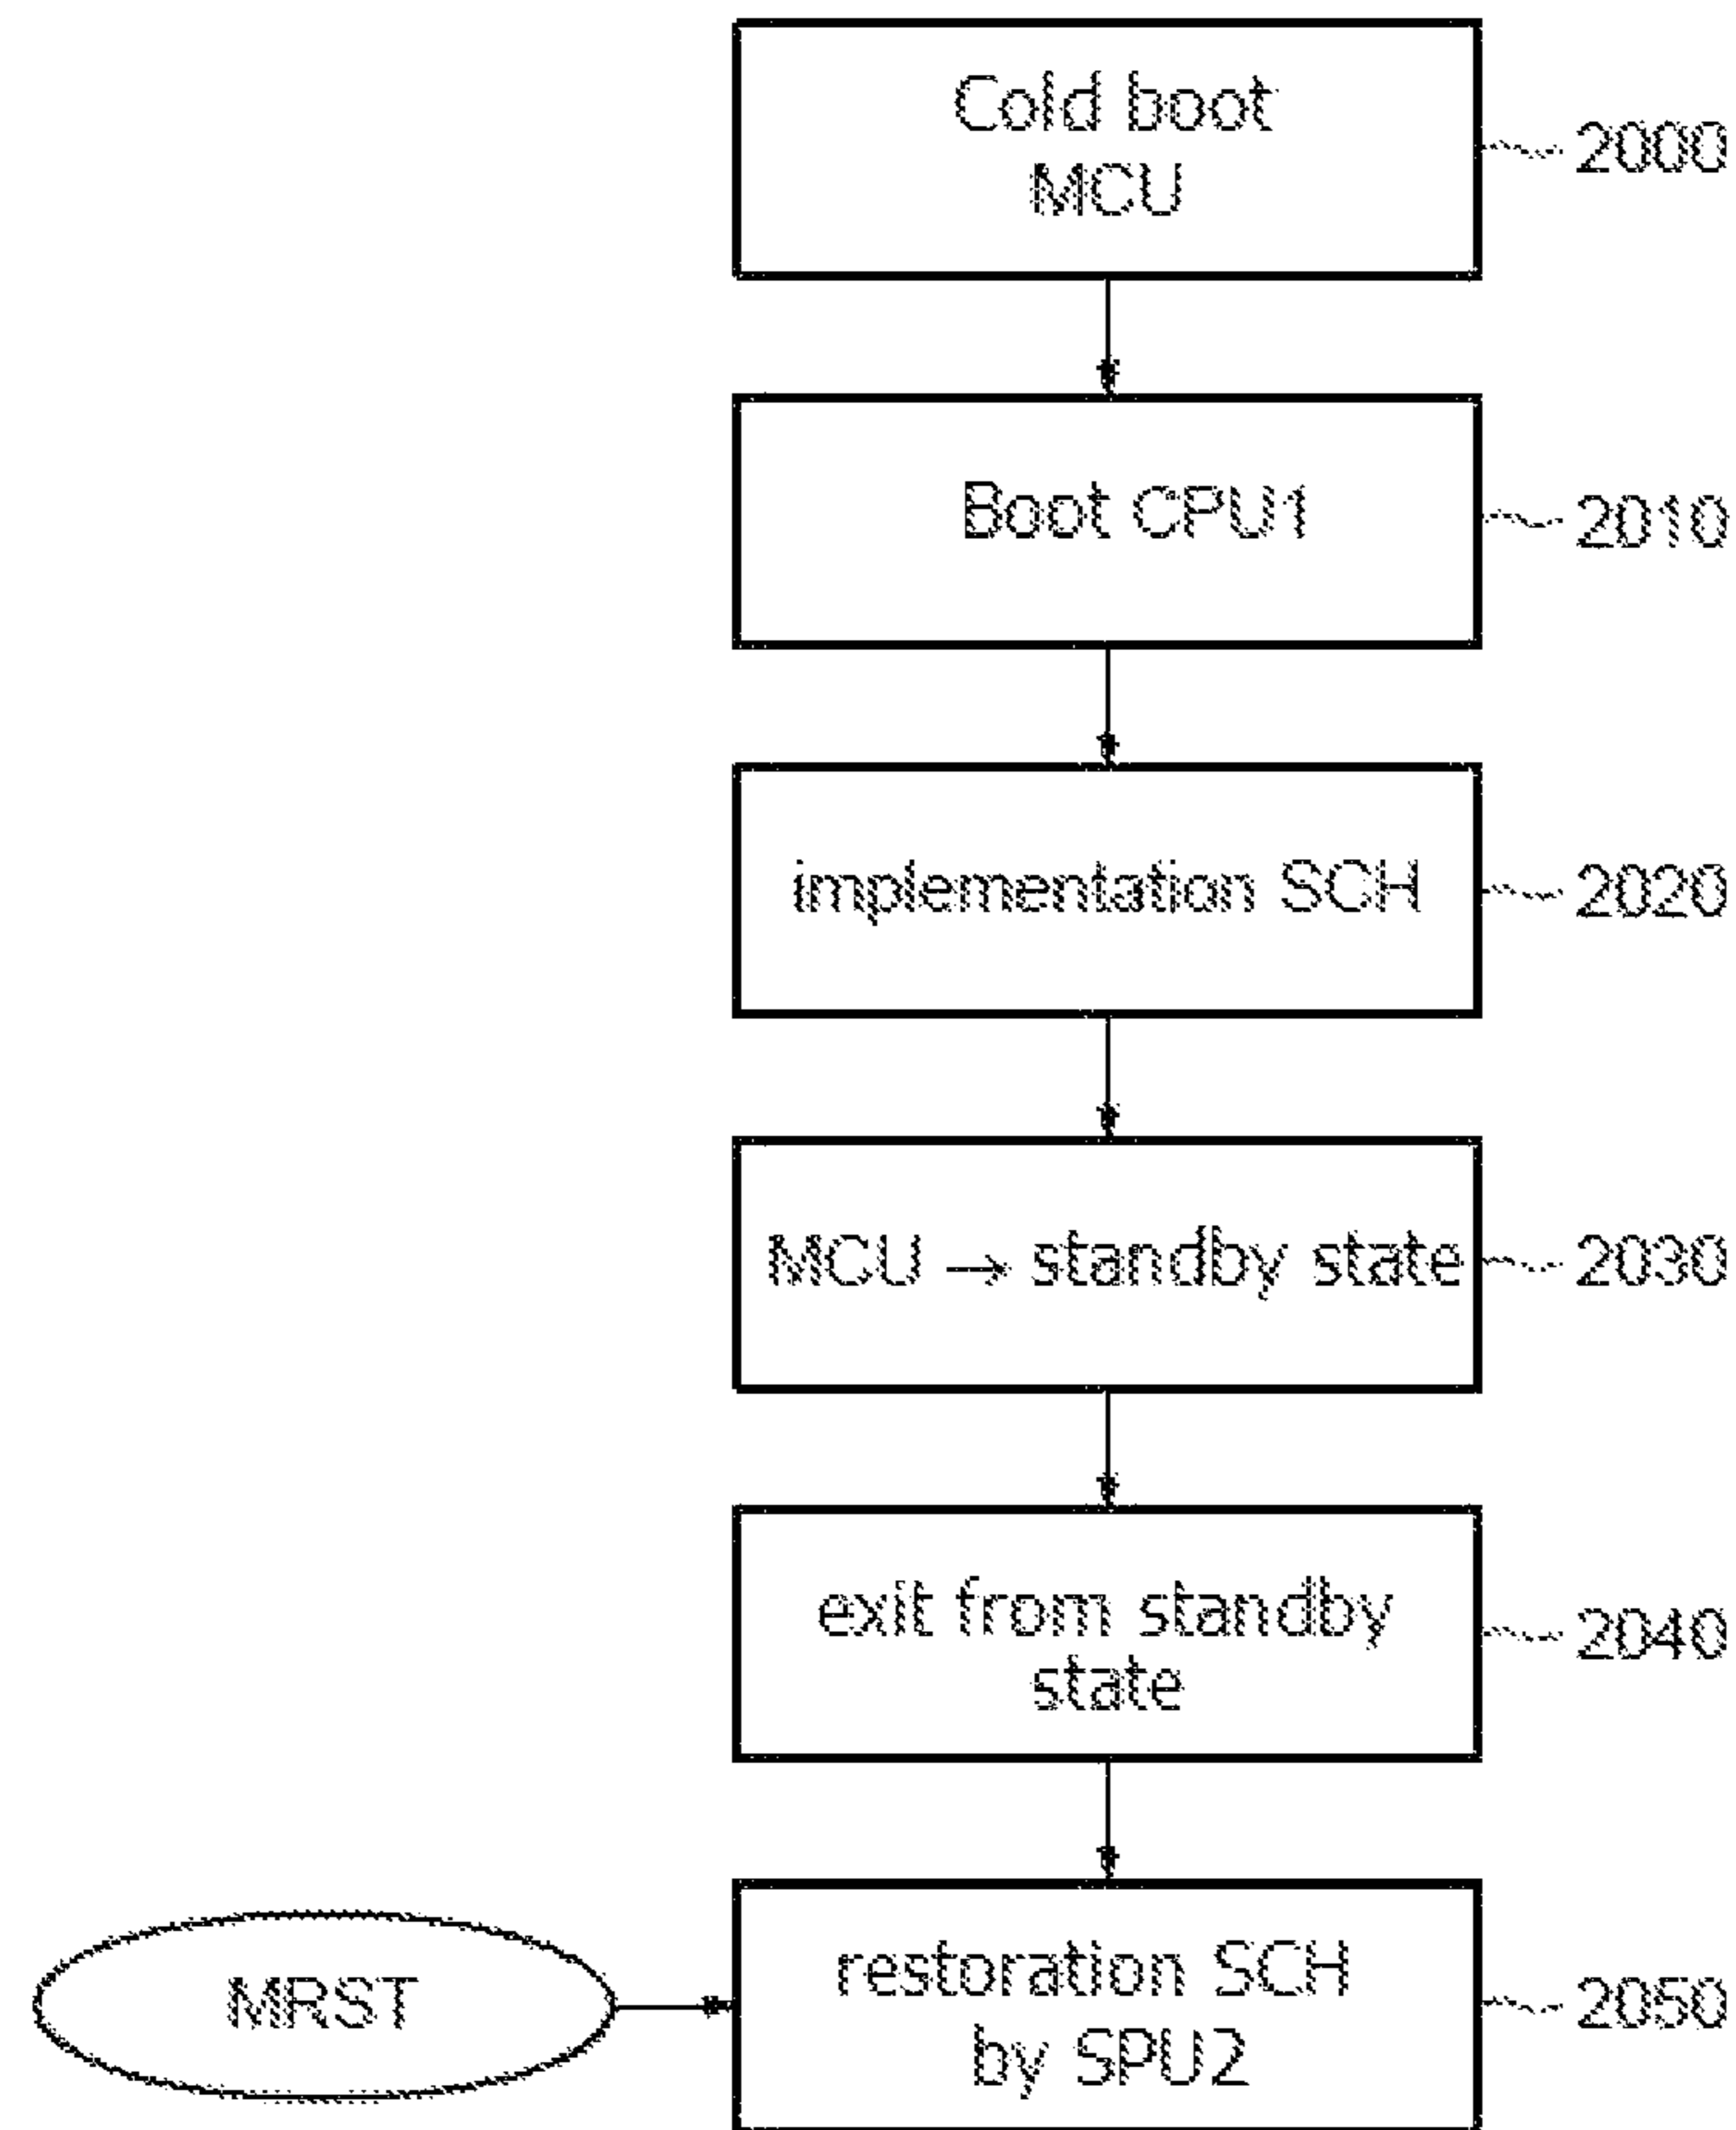 Cold boot
MCU
2000
Boot CPU1
2010
implementation SCH
2020
MCU → standby state
2030
exit from standby
state
2040
MRST
restoration SCH
by SPU2
2050